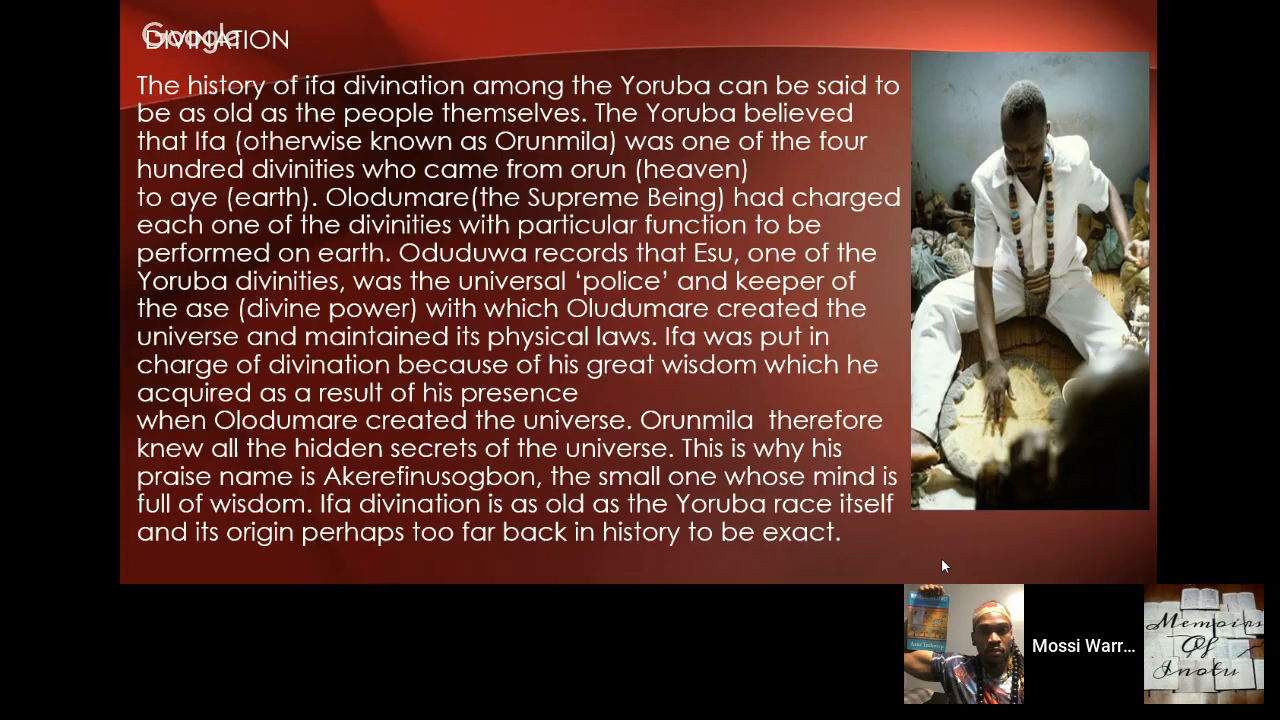 Google
DIVINATION
The history of ifa divination among the Yoruba can be said to
be as old as the people themselves. The Yoruba believed
that Ifa (otherwise known as Orunmila) was one of the four
hundred divinities who came from orun (heaven)
to aye (earth). Olodumare(the Supreme Being) had charged
each one of the divinities with particular function to be
performed on earth. Oduduwa records that Esu, one of the
Yoruba divinities, was the universal ‘police’ and keeper of
the ase (divine power) with which Oludumare created the
universe and maintained its physical laws. Ifa was put in
charge of divination because of his great wisdom which he
acquired as a result of his presence
when Olodumare created the universe. Orunmila therefore
knew all the hidden secrets of the universe. This is why his
praise name is Akerefinusogbon, the small one whose mind is
full of wisdom. Ifa divination is as old as the Yoruba race itself
and its origin perhaps too far back in history to be exact.
Mossi Warr...
Memoirs
Of
Inotu